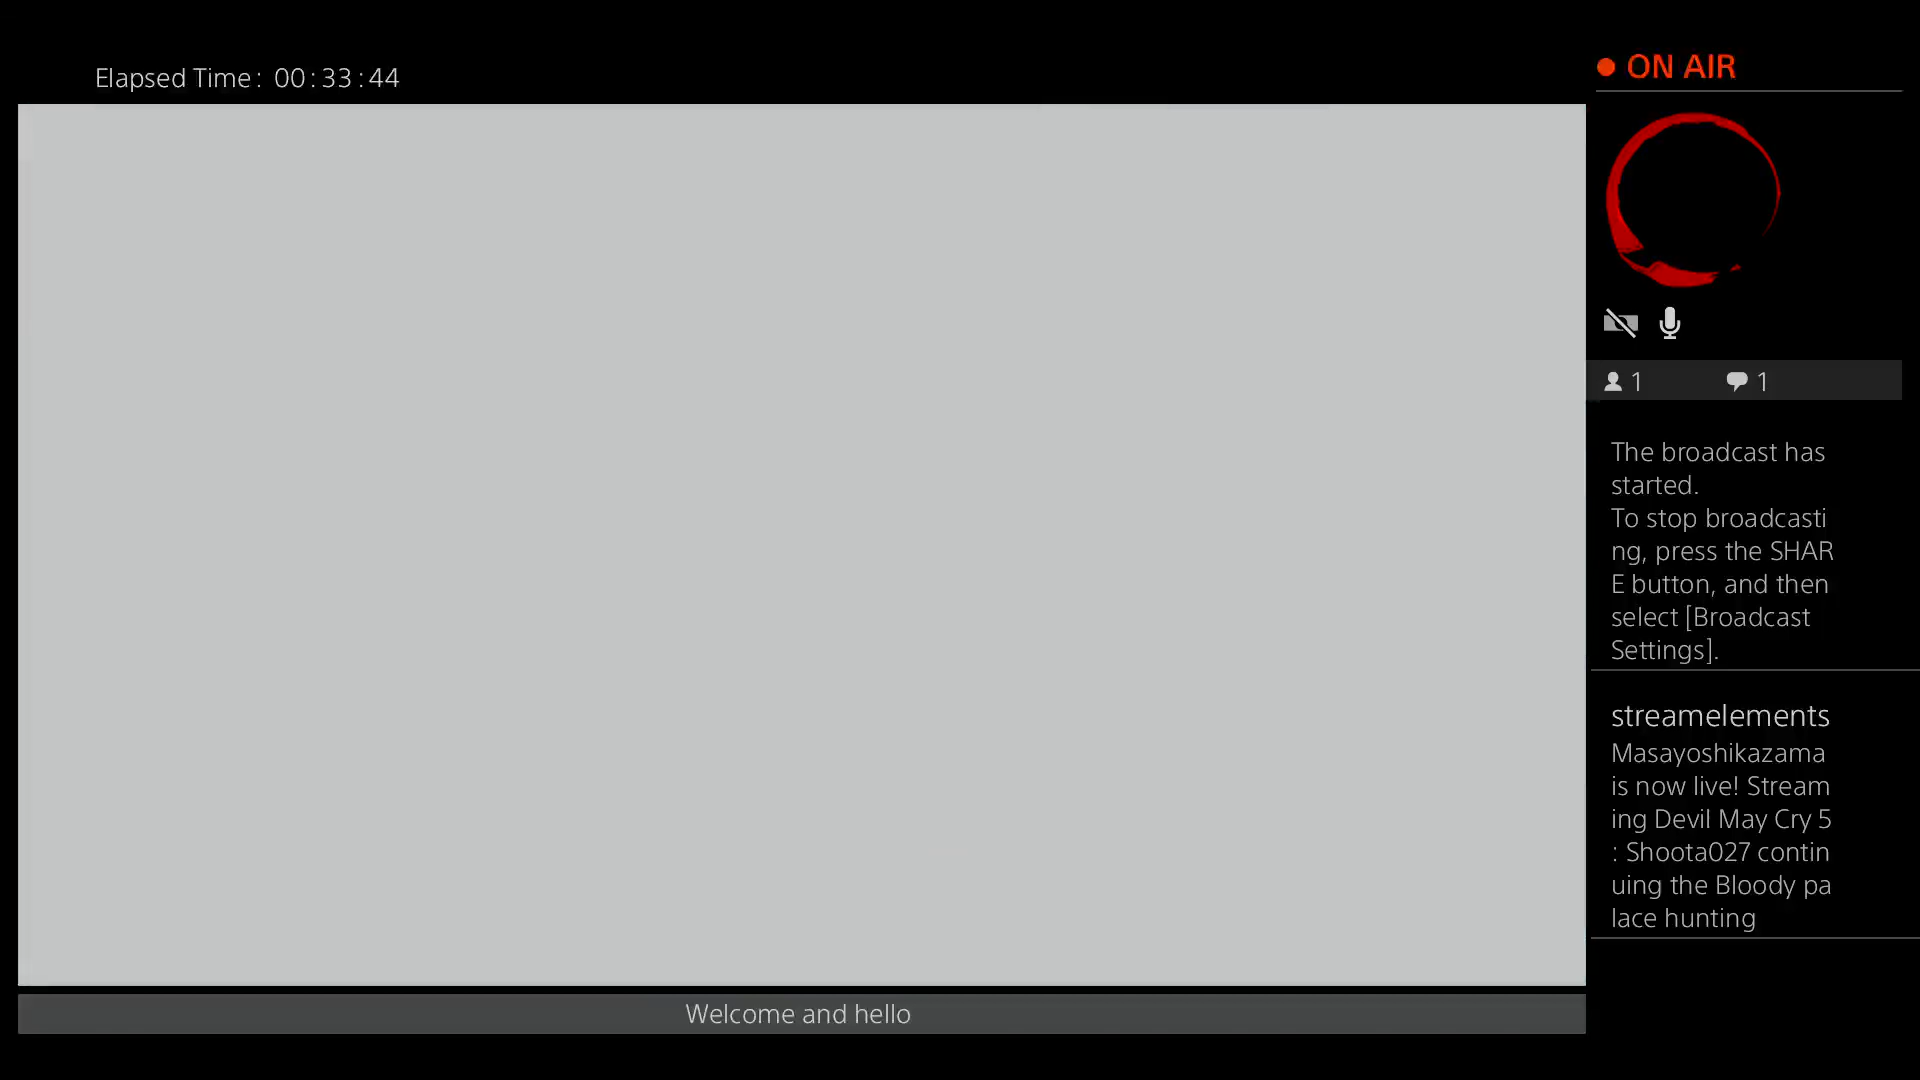 Elapsed Time: 00:33:44
ON AIR
1 1
The broadcast has
started.
To stop broadcasti
ng, press the SHAR
E button, and then
select [Broadcast
Settings].
streamelements
Masayoshikazama
is now live! Stream
ing Devil May Cry 5
: Shoota027 contin
uing the Bloody pa
lace hunting
Welcome and hello